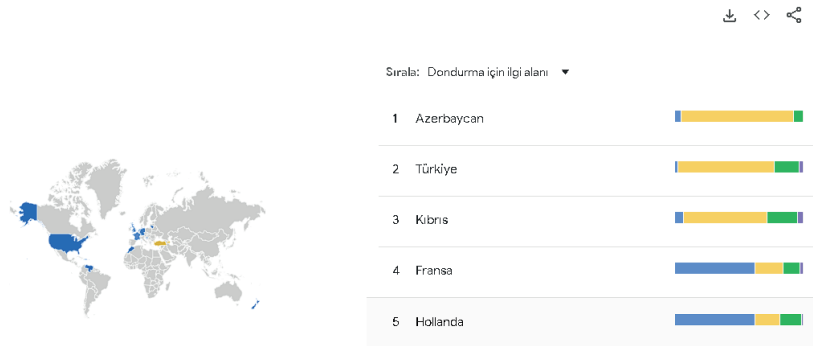 Sırala: Dondurma için ilgi alanı
1 Azerbaycan
2 Türkiye
3 Kıbrıs
4 Fransa
5 Hollanda